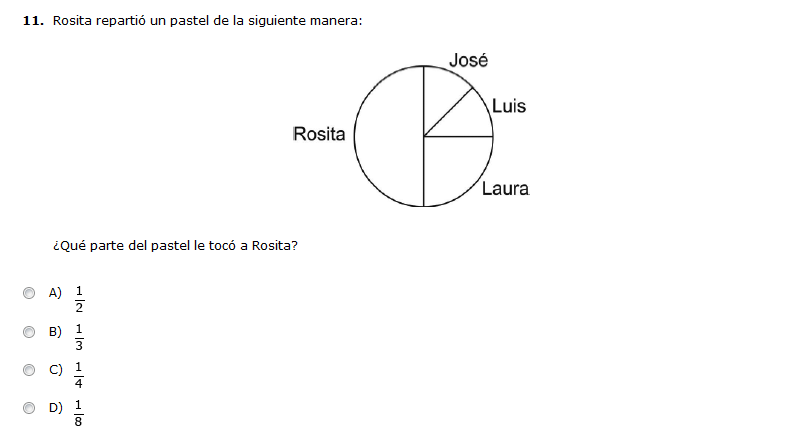 11. Rosita repartió un pastel de la siguiente manera:
José
Luis
Rosita
Laura
¿Qué parte del pastel le tocó a Rosita?
A) 1/2
B) 1/3
C) 1/4
D) 1/8